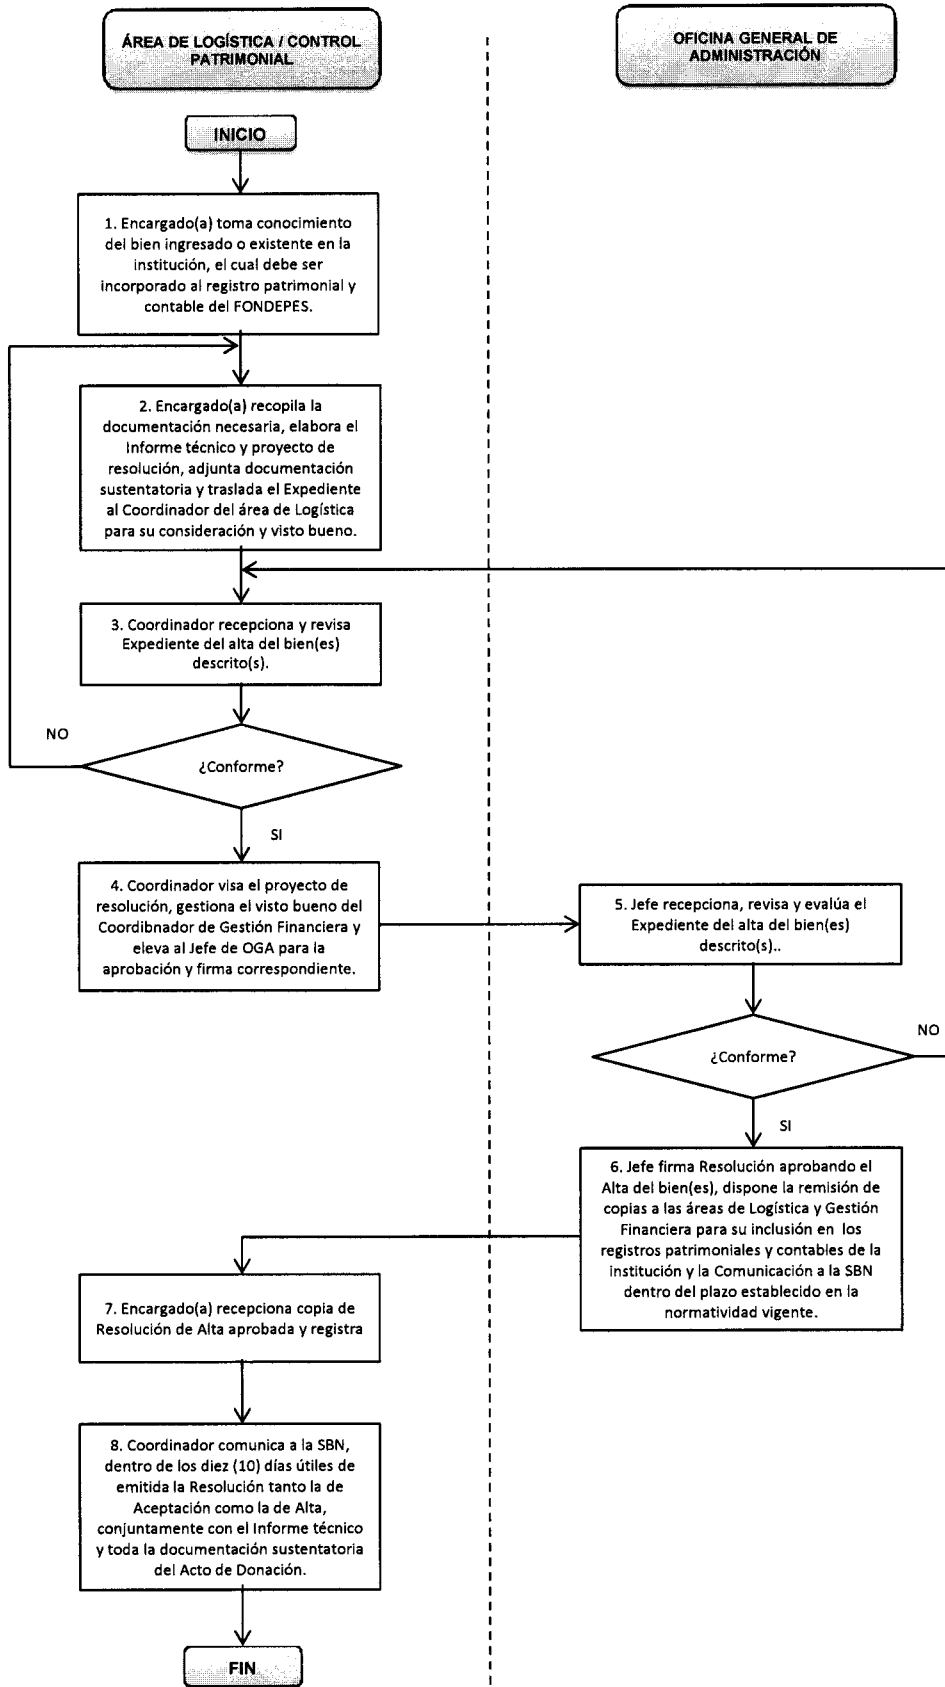 ÁREA DE LOGÍSTICA / CONTROL
PATRIMONIAL
OFICINA GENERAL DE
ADMINISTRACIÓN
INICIO
1. Encargado(a) toma conocimiento
del bien ingresado o existente en la
institución, el cual debe ser
incorporado al registro patrimonial y
contable del FONDEPES.
2. Encargado(a) recopila la
documentación necesaria, elabora el
Informe técnico y proyecto de
resolución, adjunta documentación
sustentatoria y traslada el Expediente
al Coordinador del área de Logística
para su consideración y visto bueno.
3. Coordinador recepciona y revisa
Expediente del alta del bien(es)
descrito(s).
NO
¿Conforme?
SI
4. Coordinador visa el proyecto de
resolución, gestiona el visto bueno del
Coordibnador de Gestión Financiera y
eleva al Jefe de OGA para la
aprobación y firma correspondiente.
5. Jefe recepciona, revisa y evalúa el
Expediente del alta del bien(es)
descrito(s)..
NO
¿Conforme?
SI
6. Jefe firma Resolución aprobando el
Alta del bien(es), dispone la remisión de
copias a las áreas de Logística y Gestión
Financiera para su inclusión en los
registros patrimoniales y contables de la
institución y la Comunicación a la SBN
dentro del plazo establecido en la
normatividad vigente.
7. Encargado(a) recepciona copia de
Resolución de Alta aprobada y registra
8. Coordinador comunica a la SBN,
dentro de los diez (10) días útiles de
emitida la Resolución tanto la de
Aceptación como la de Alta,
conjuntamente con el Informe técnico
y toda la documentación sustentatoria
del Acto de Donación.
FIN